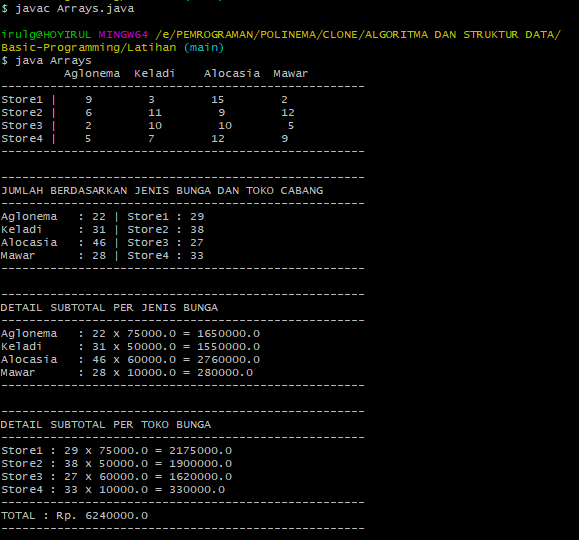 $ javac Arrays.java
irulg@HOYIRUL MINGW64 /e/PEMROGRAMAN/POLINEMA/CLONE/ALGORITMA DAN STRUKTUR DATA/
Basic-Programming/Latihan (main)
$ java Arrays
Aglonema Keladi Alocasia Mawar
-----------------------------------------------
Store1 | 9 3 15 2
Store2 | 6 11 9 12
Store3 | 2 10 10 5
Store4 | 5 7 12 9
-----------------------------------------------
-----------------------------------------------
JUMLAH BERDASARKAN JENIS BUNGA DAN TOKO CABANG
-----------------------------------------------
Aglonema : 22 | Store1 : 29
Keladi : 31 | Store2 : 38
Alocasia : 46 | Store3 : 27
Mawar : 28 | Store4 : 33
-----------------------------------------------
-----------------------------------------------
DETAIL SUBTOTAL PER JENIS BUNGA
-----------------------------------------------
Aglonema : 22 x 75000.0 = 1650000.0
Keladi : 31 x 50000.0 = 1550000.0
Alocasia : 46 x 60000.0 = 2760000.0
Mawar : 28 x 10000.0 = 280000.0
-----------------------------------------------
-----------------------------------------------
DETAIL SUBTOTAL PER TOKO BUNGA
-----------------------------------------------
Store1 : 29 x 75000.0 = 2175000.0
Store2 : 38 x 50000.0 = 1900000.0
Store3 : 27 x 60000.0 = 1620000.0
Store4 : 33 x 10000.0 = 330000.0
-----------------------------------------------
TOTAL : Rp. 6240000.0
-----------------------------------------------